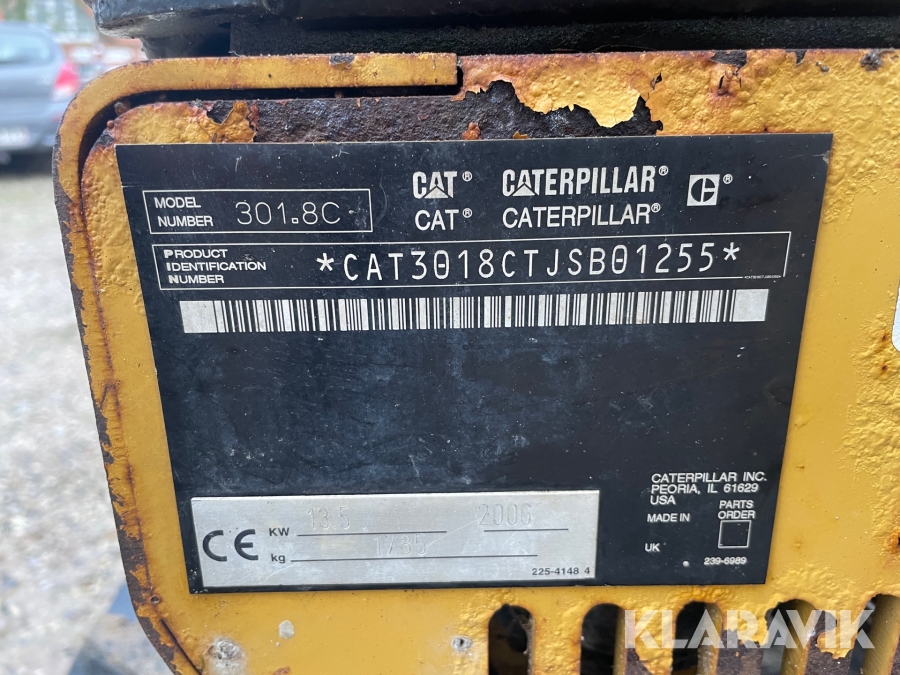 MODEL NUMBER 301.8C
CAT® CATERPILLAR®
CAT® CATERPILLAR®
PRODUCT IDENTIFICATION NUMBER *CAT3018CTJSB01255*
CATERPILLAR INC.
PEORIA, IL 61629
USA
MADE IN
UK
PARTS ORDER
239-6989
CE
KW 13.5 2006
kg 1735
225-4148 4
KLARAVIK